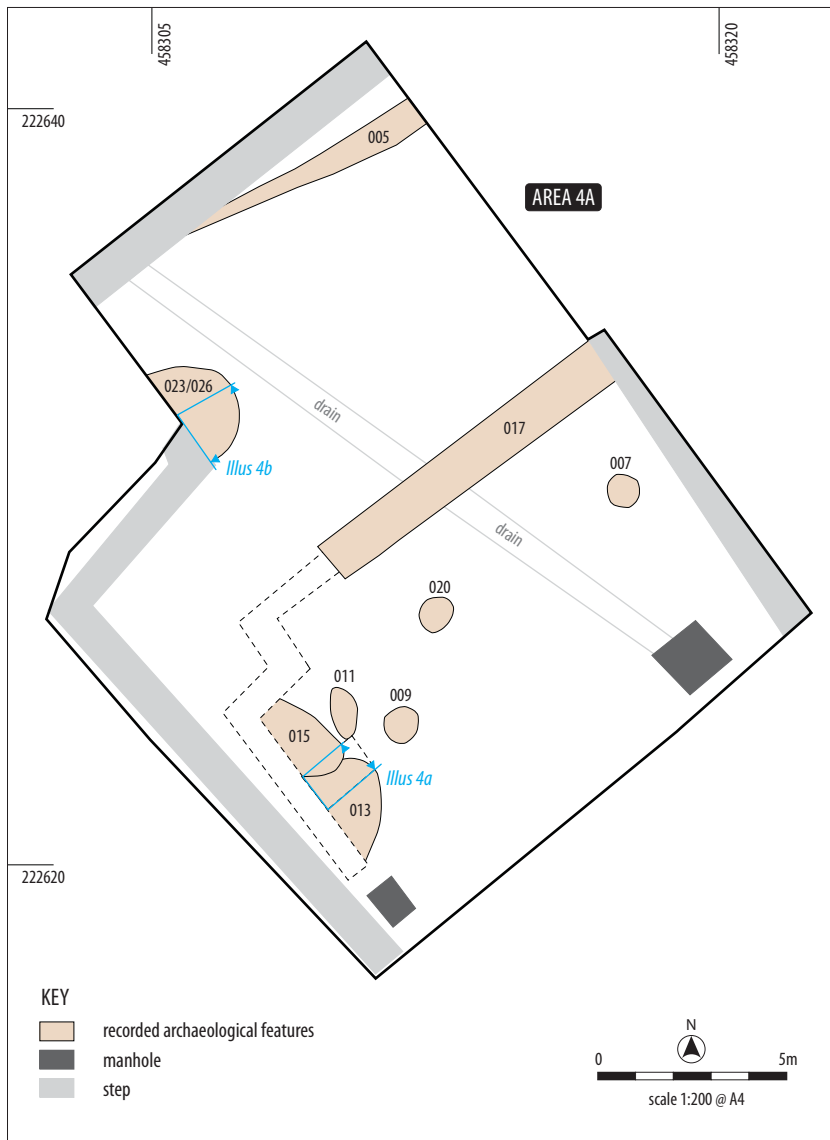 458305
458320
222640
005
AREA 4A
023/026
drain
017
Illus 4b
007
drain
020
011
009
015
Illus 4a
013
222620
KEY
recorded archaeological features
manhole
step
N
0 5m
scale 1:200 @ A4